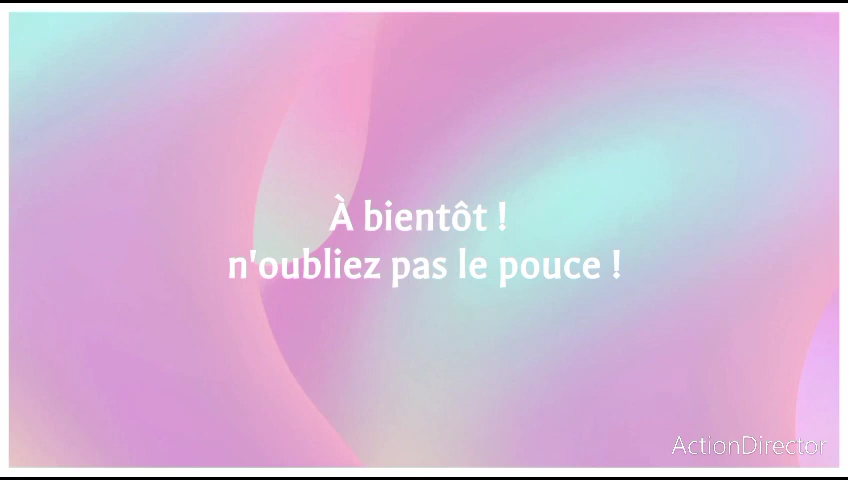 À bientôt !
n'oubliez pas le pouce !
ActionDirector